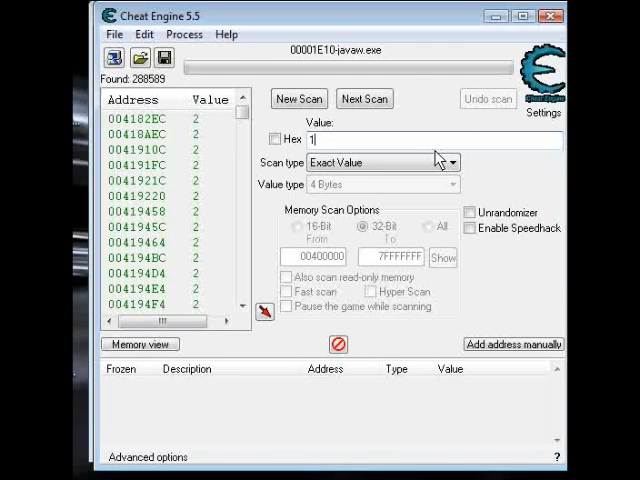 Cheat Engine 5.5
File Edit Process Help
00001E10-javaw.exe
Found: 288589
Address Value
004182EC 2
00418AEC 2
0041910C 2
004191FC 2
0041921C 2
00419220 2
00419458 2
0041945C 2
00419464 2
004194BC 2
004194D4 2
004194E4 2
004194F4 2
New Scan Next Scan Undo scan
Cheat Engine
Settings
Value:
Hex 1
Scan type Exact Value
Value type 4 Bytes
Memory Scan Options
16-Bit 32-Bit All
From To
00400000 7FFFFFFF Show
Also scan read-only memory
Fast scan Hyper Scan
Pause the game while scanning
Unrandomizer
Enable Speedhack
Memory view Add address manually
Frozen Description Address Type Value
Advanced options ?